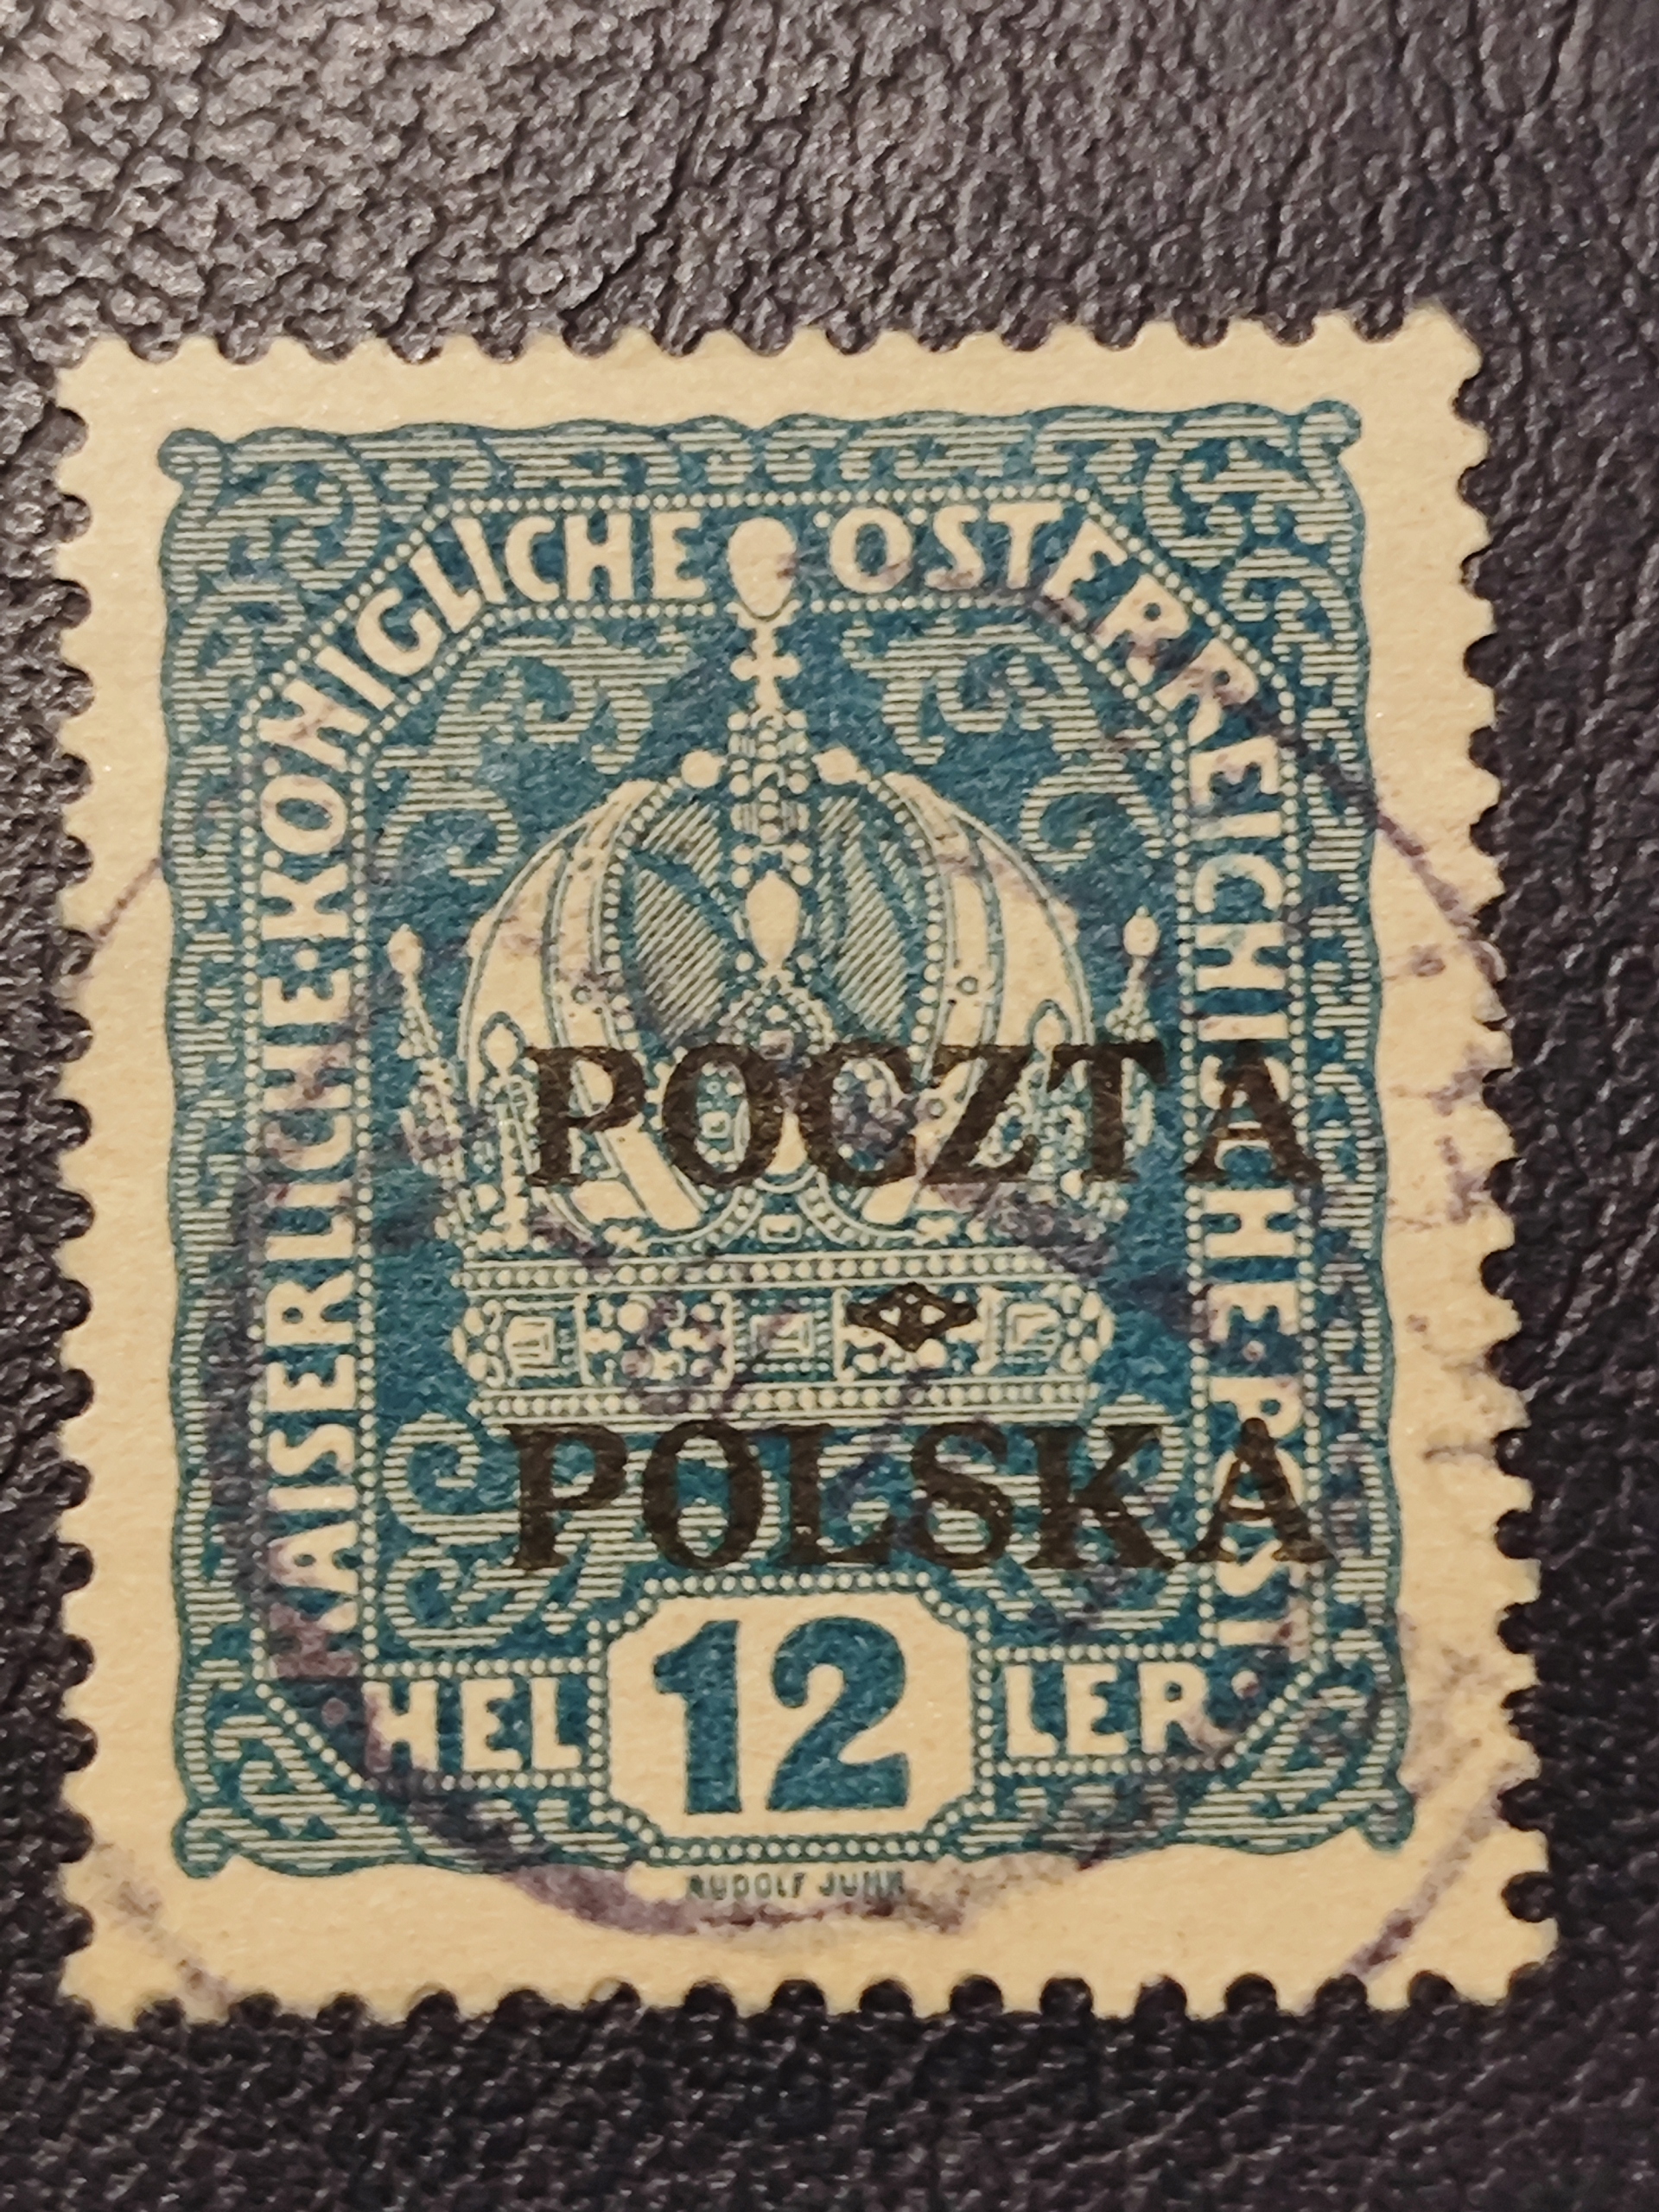 KAISERLICHE·KÖNIGLICHE ÖSTERREICHISCHE·POST
POCZTA
POLSKA
HEL 12 LER
RUDOLF JUNK